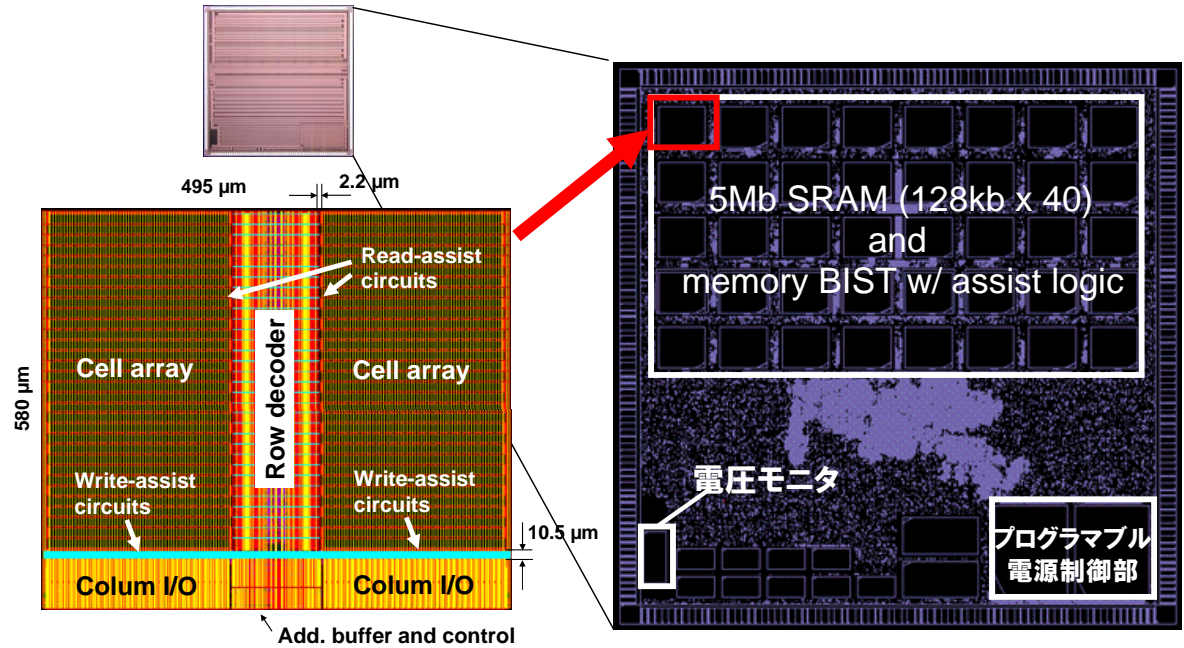 495 µm
2.2 µm
Read-assist
circuits
Cell array
Row decoder
Cell array
580 µm
Write-assist
circuits
Write-assist
circuits
10.5 µm
Colum I/O
Colum I/O
Add. buffer and control
5Mb SRAM (128kb x 40)
and
memory BIST w/ assist logic
電圧モニタ
プログラマブル
電源制御部